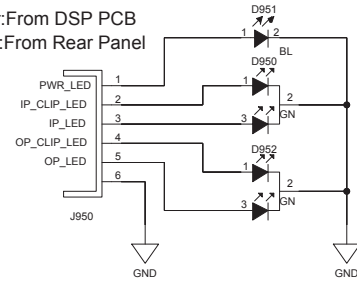 :From DSP PCB
:From Rear Panel
D951
1 2
BL
D950
1
2
3 GN
D952
1
2
3 GN
PWR_LED 1
IP_CLIP_LED 2
IP_LED 3
OP_CLIP_LED 4
OP_LED 5
6
J950
GND
GND